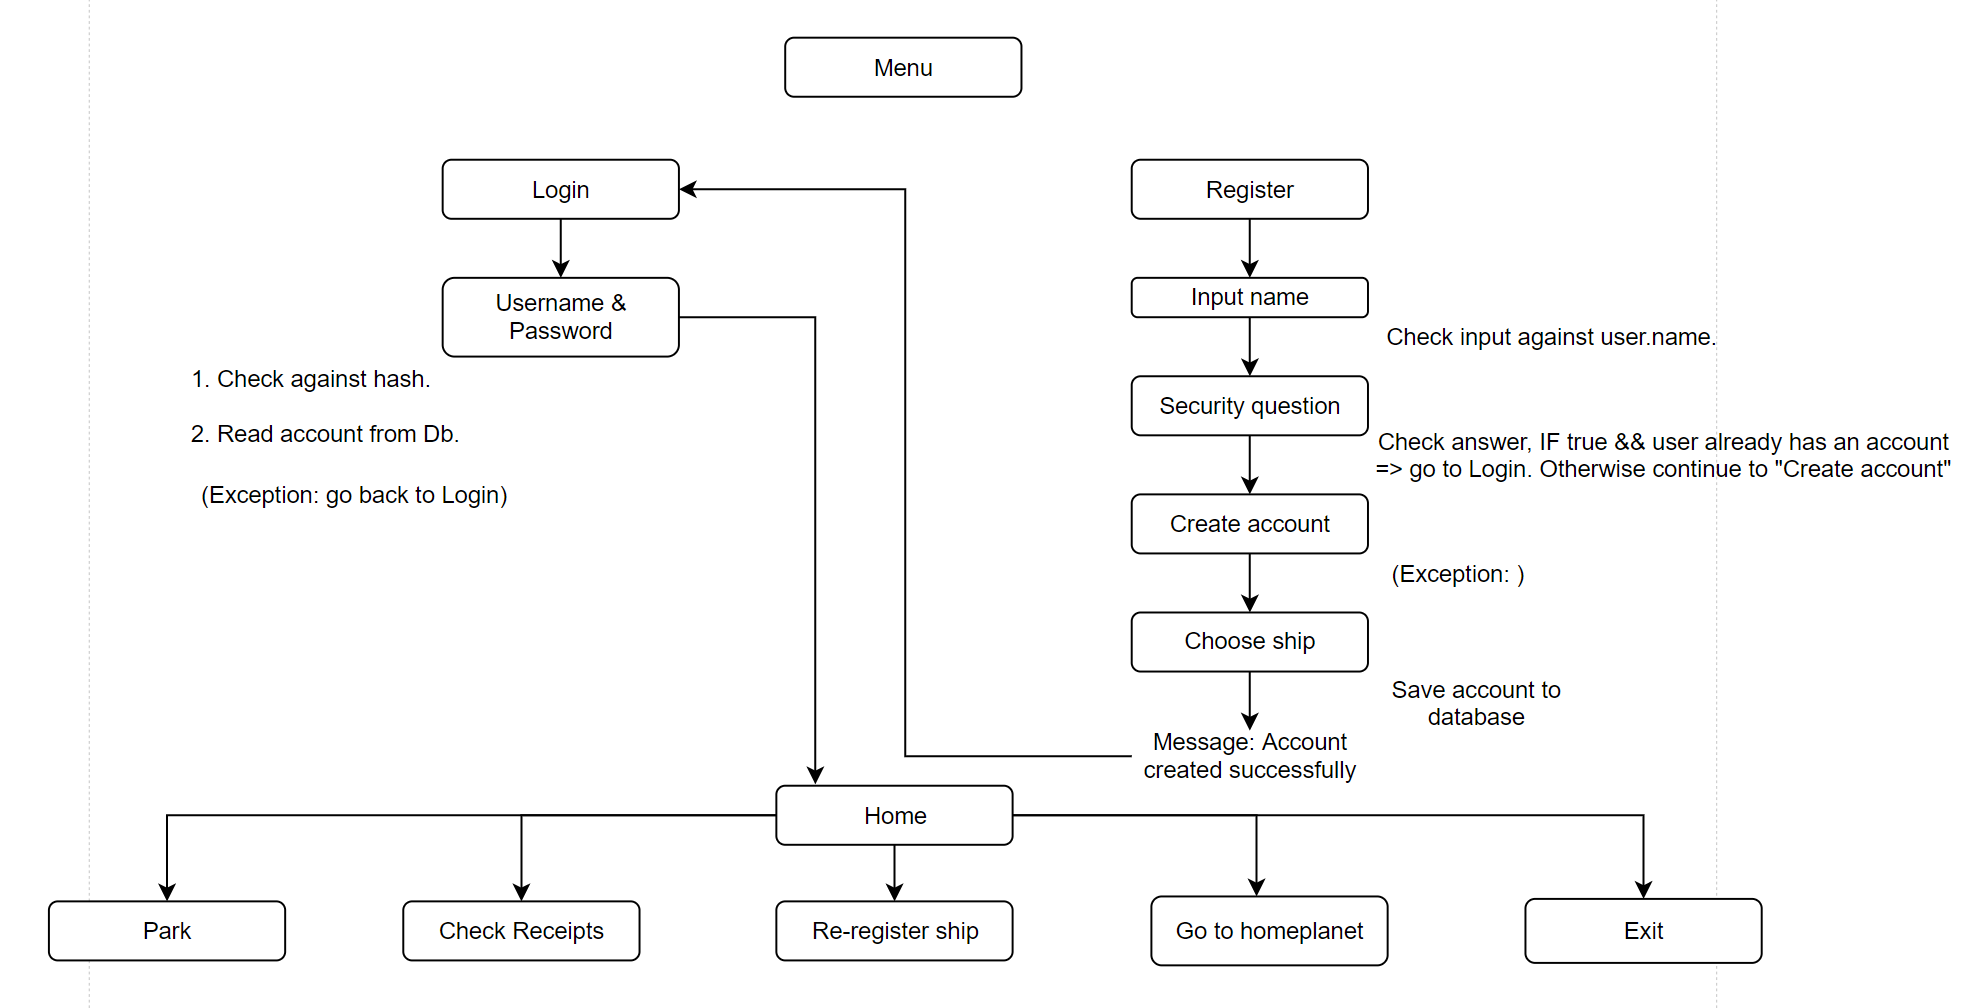 Menu
Login
Register
Username &
Password
Input name
Check input against user.name.
1. Check against hash.
Security question
2. Read account from Db.
Check answer, IF true && user already has an account
=> go to Login. Otherwise continue to "Create account"
(Exception: go back to Login)
Create account
(Exception: )
Choose ship
Save account to
database
Message: Account
created successfully
Home
Park
Check Receipts
Re-register ship
Go to homeplanet
Exit